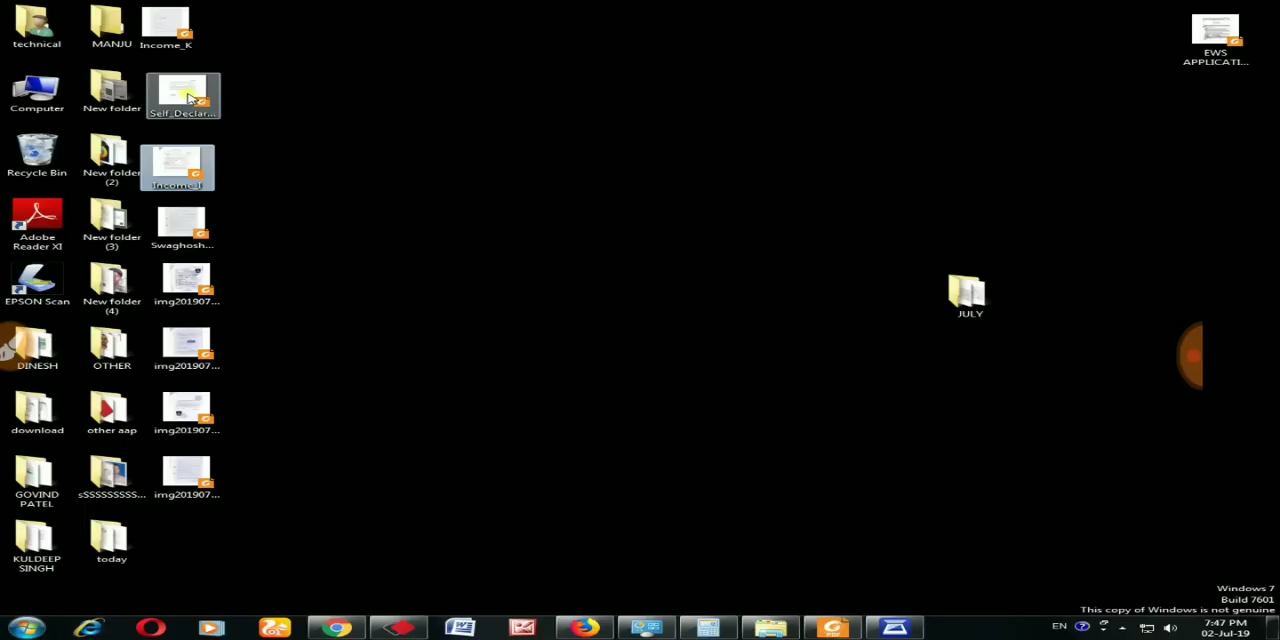 technical
MANJU
Income_K
EWS
APPLICATI...
Computer
New folder
Self_Declar...
Recycle Bin
New folder
(2)
Income_J
Adobe
Reader XI
New folder
(3)
Swaghosh...
EPSON Scan
New folder
(4)
img201907...
JULY
DINESH
OTHER
img201907...
download
other aap
img201907...
GOVIND
PATEL
sSSSSSSSSS...
img201907...
KULDEEP
SINGH
today
Windows 7
Build 7601
This copy of Windows is not genuine
EN
7:47 PM
02-Jul-19